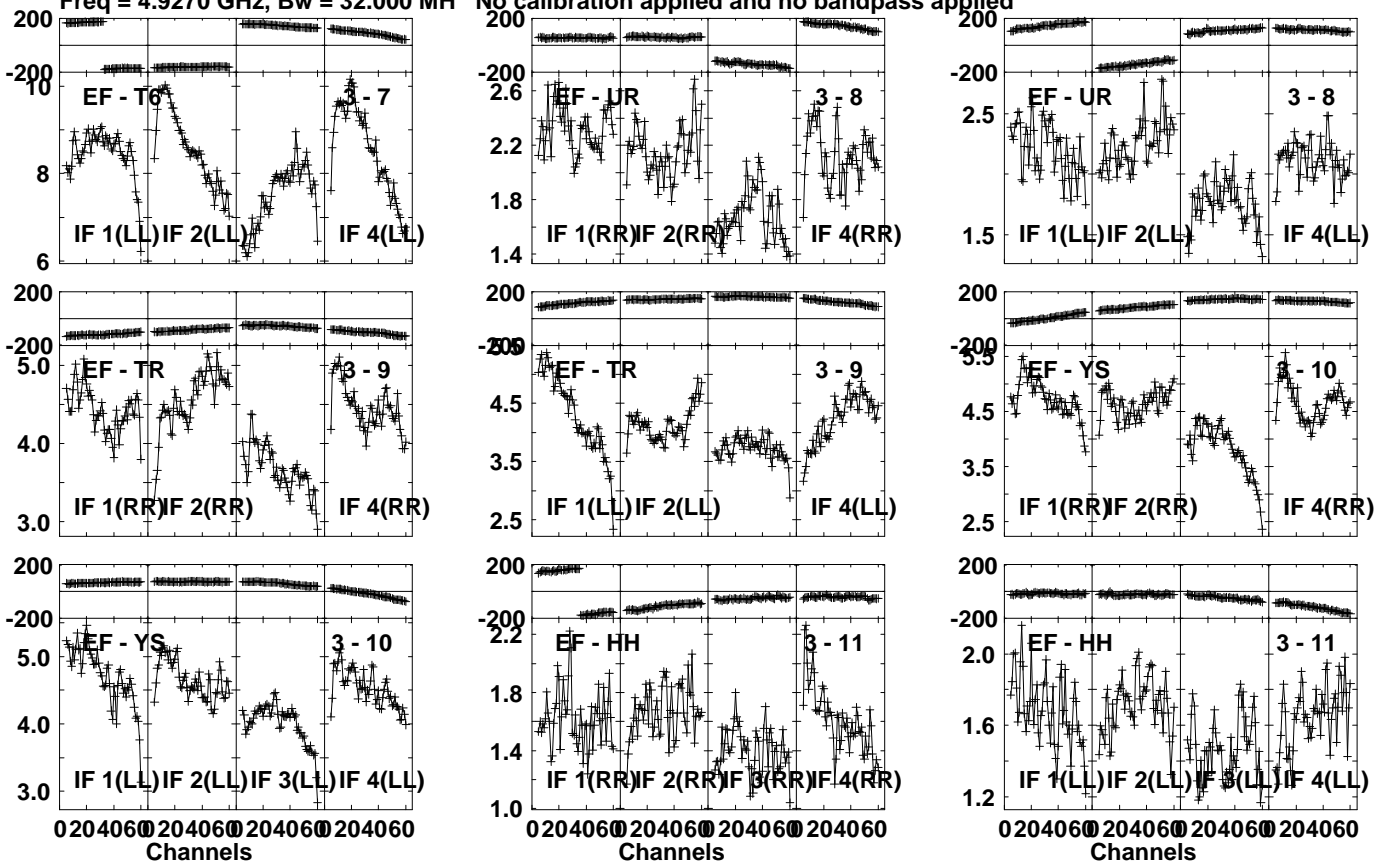 Freq = 4.9270 GHz, Bw = 32.000 MH No calibration applied and no bandpass applied
200 200 200
-200 -200 -200
EF - T6 3 - 7 EF - UR 3 - 8 EF - UR 3 - 8
10 2.6 2.5
8 2.2
1.8
IF 1(LL) IF 2(LL) IF 4(LL) IF 1(RR) IF 2(RR) IF 4(RR) IF 1(LL) IF 2(LL) IF 4(LL)
6 1.4 1.5
200 200 200
-200 -200 -200
5.0 5.5 5.5
EF - TR 3 - 9 EF - TR 3 - 9 EF - YS 3 - 10
4.0 4.5 4.5
3.5 3.5
IF 1(RR) IF 2(RR) IF 4(RR) IF 1(LL) IF 2(LL) IF 4(LL) IF 1(RR) IF 2(RR) IF 4(RR)
3.0 2.5 2.5
200 200 200
-200 -200 -200
EF - YS 3 - 10 EF - HH 3 - 11 EF - HH 3 - 11
5.0 2.2 2.0
4.0 1.8 1.6
1.4
IF 1(LL) IF 2(LL) IF 3(LL) IF 4(LL) IF 1(RR) IF 2(RR) IF 3(RR) IF 4(RR) IF 1(LL) IF 2(LL) IF 3(LL) IF 4(LL)
3.0 1.0 1.2
0 20 40 60 0 20 40 60 0 20 40 60 0 20 40 60 0 20 40 60 0 20 40 60 0 20 40 60 0 20 40 60 0 20 40 60 0 20 40 60 0 20 40 60 0 20 40 60
Channels Channels Channels